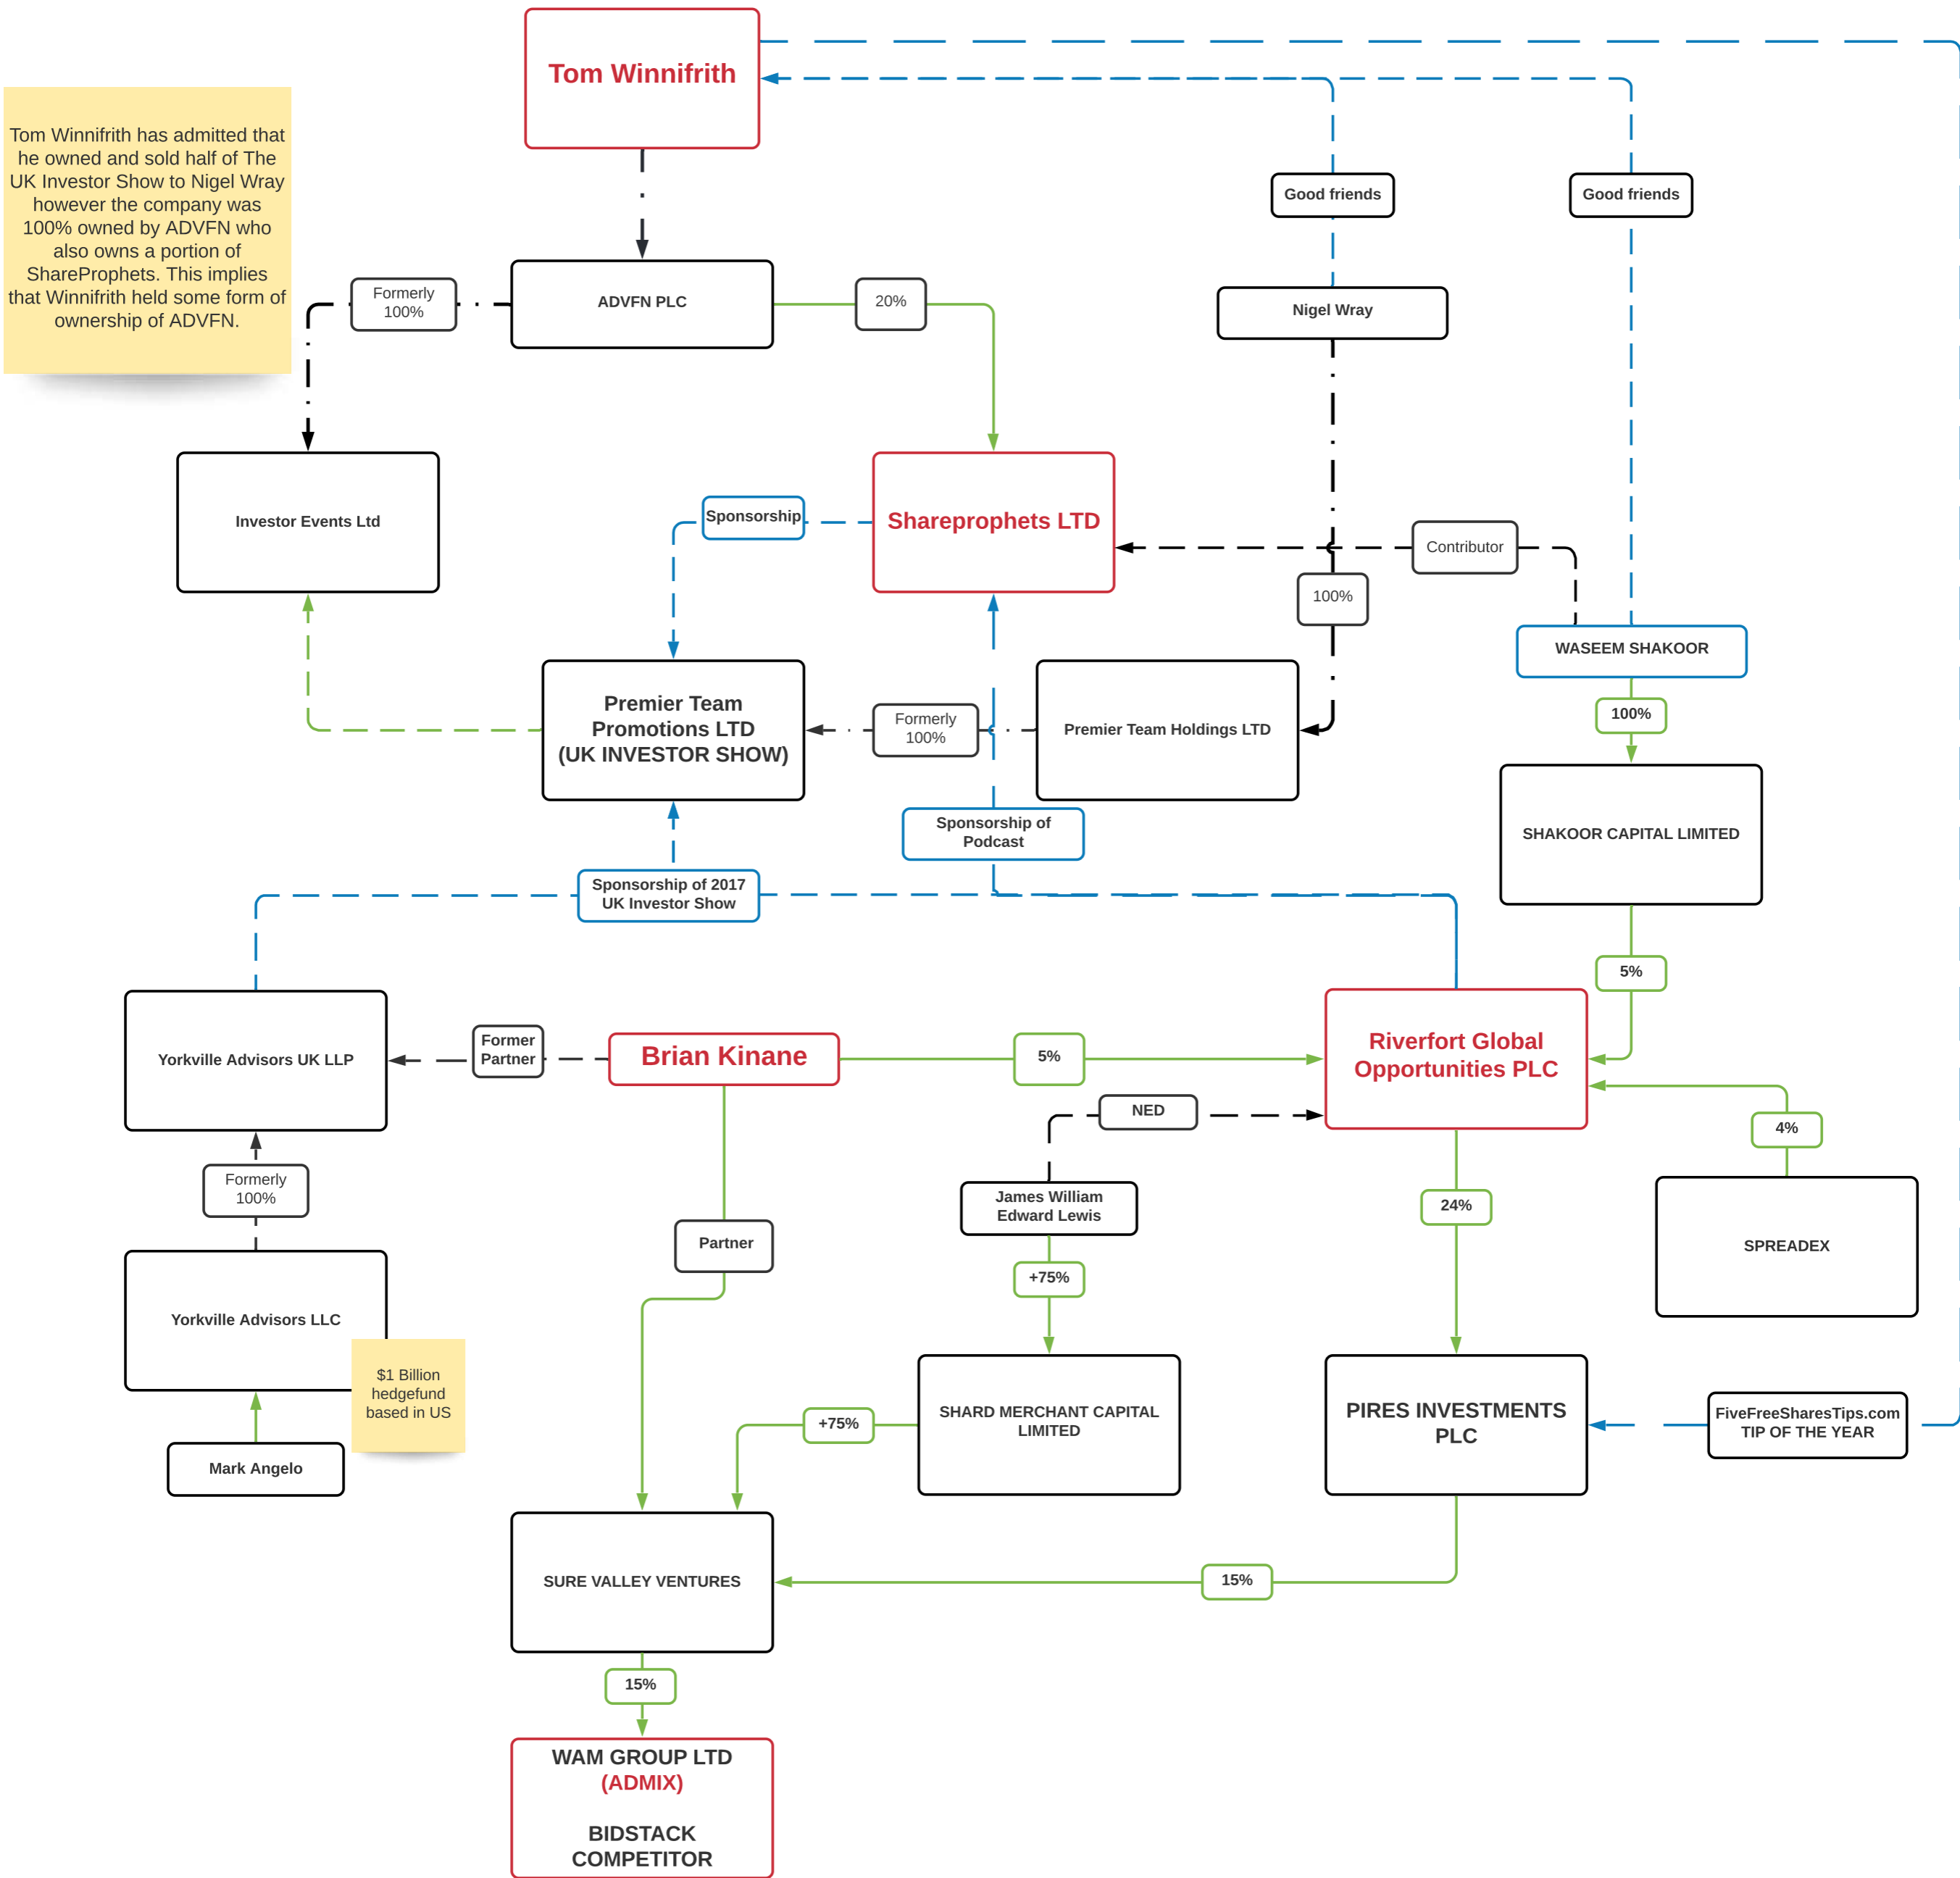 Tom Winnifrith
Tom Winnifrith has admitted that
he owned and sold half of The
UK Investor Show to Nigel Wray
however the company was
100% owned by ADVFN who
also owns a portion of
ShareProphets. This implies
that Winnifrith held some form of
ownership of ADVFN.
Good friends
Good friends
Formerly
100%
ADVFN PLC
20%
Nigel Wray
Investor Events Ltd
Sponsorship
Shareprophets LTD
Contributor
100%
WASEEM SHAKOOR
Premier Team
Promotions LTD
(UK INVESTOR SHOW)
Formerly
100%
Premier Team Holdings LTD
100%
Sponsorship of
Podcast
SHAKOOR CAPITAL LIMITED
Sponsorship of 2017
UK Investor Show
5%
Yorkville Advisors UK LLP
Former
Partner
Brian Kinane
5%
Riverfort Global
Opportunities PLC
NED
4%
Formerly
100%
James William
Edward Lewis
24%
Partner
SPREADEX
+75%
Yorkville Advisors LLC
$1 Billion
hedgefund
based in US
+75%
SHARD MERCHANT CAPITAL
LIMITED
PIRES INVESTMENTS
PLC
FiveFreeSharesTips.com
TIP OF THE YEAR
Mark Angelo
SURE VALLEY VENTURES
15%
15%
WAM GROUP LTD
(ADMIX)
BIDSTACK
COMPETITOR